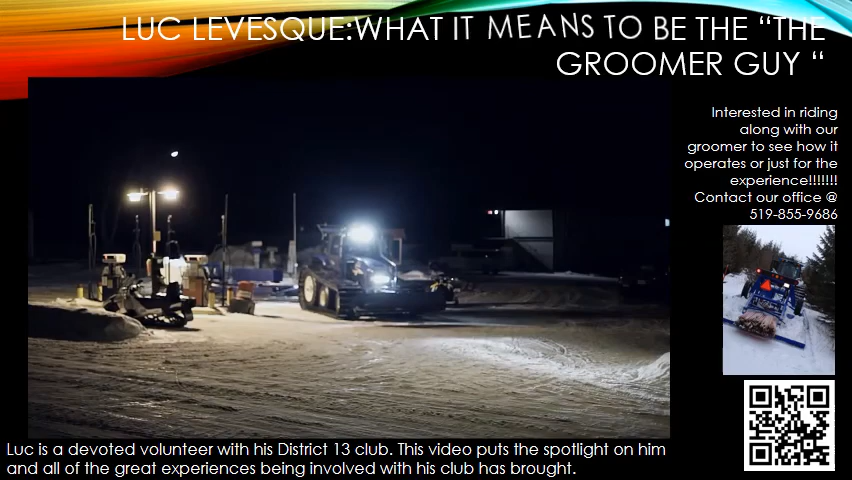 LUC LEVESQUE:WHAT IT MEANS TO BE THE “THE
GROOMER GUY “
Interested in riding
along with our
groomer to see how it
operates or just for the
experience!!!!!!!
Contact our office @
519-855-9686
Luc is a devoted volunteer with his District 13 club. This video puts the spotlight on him
and all of the great experiences being involved with his club has brought.